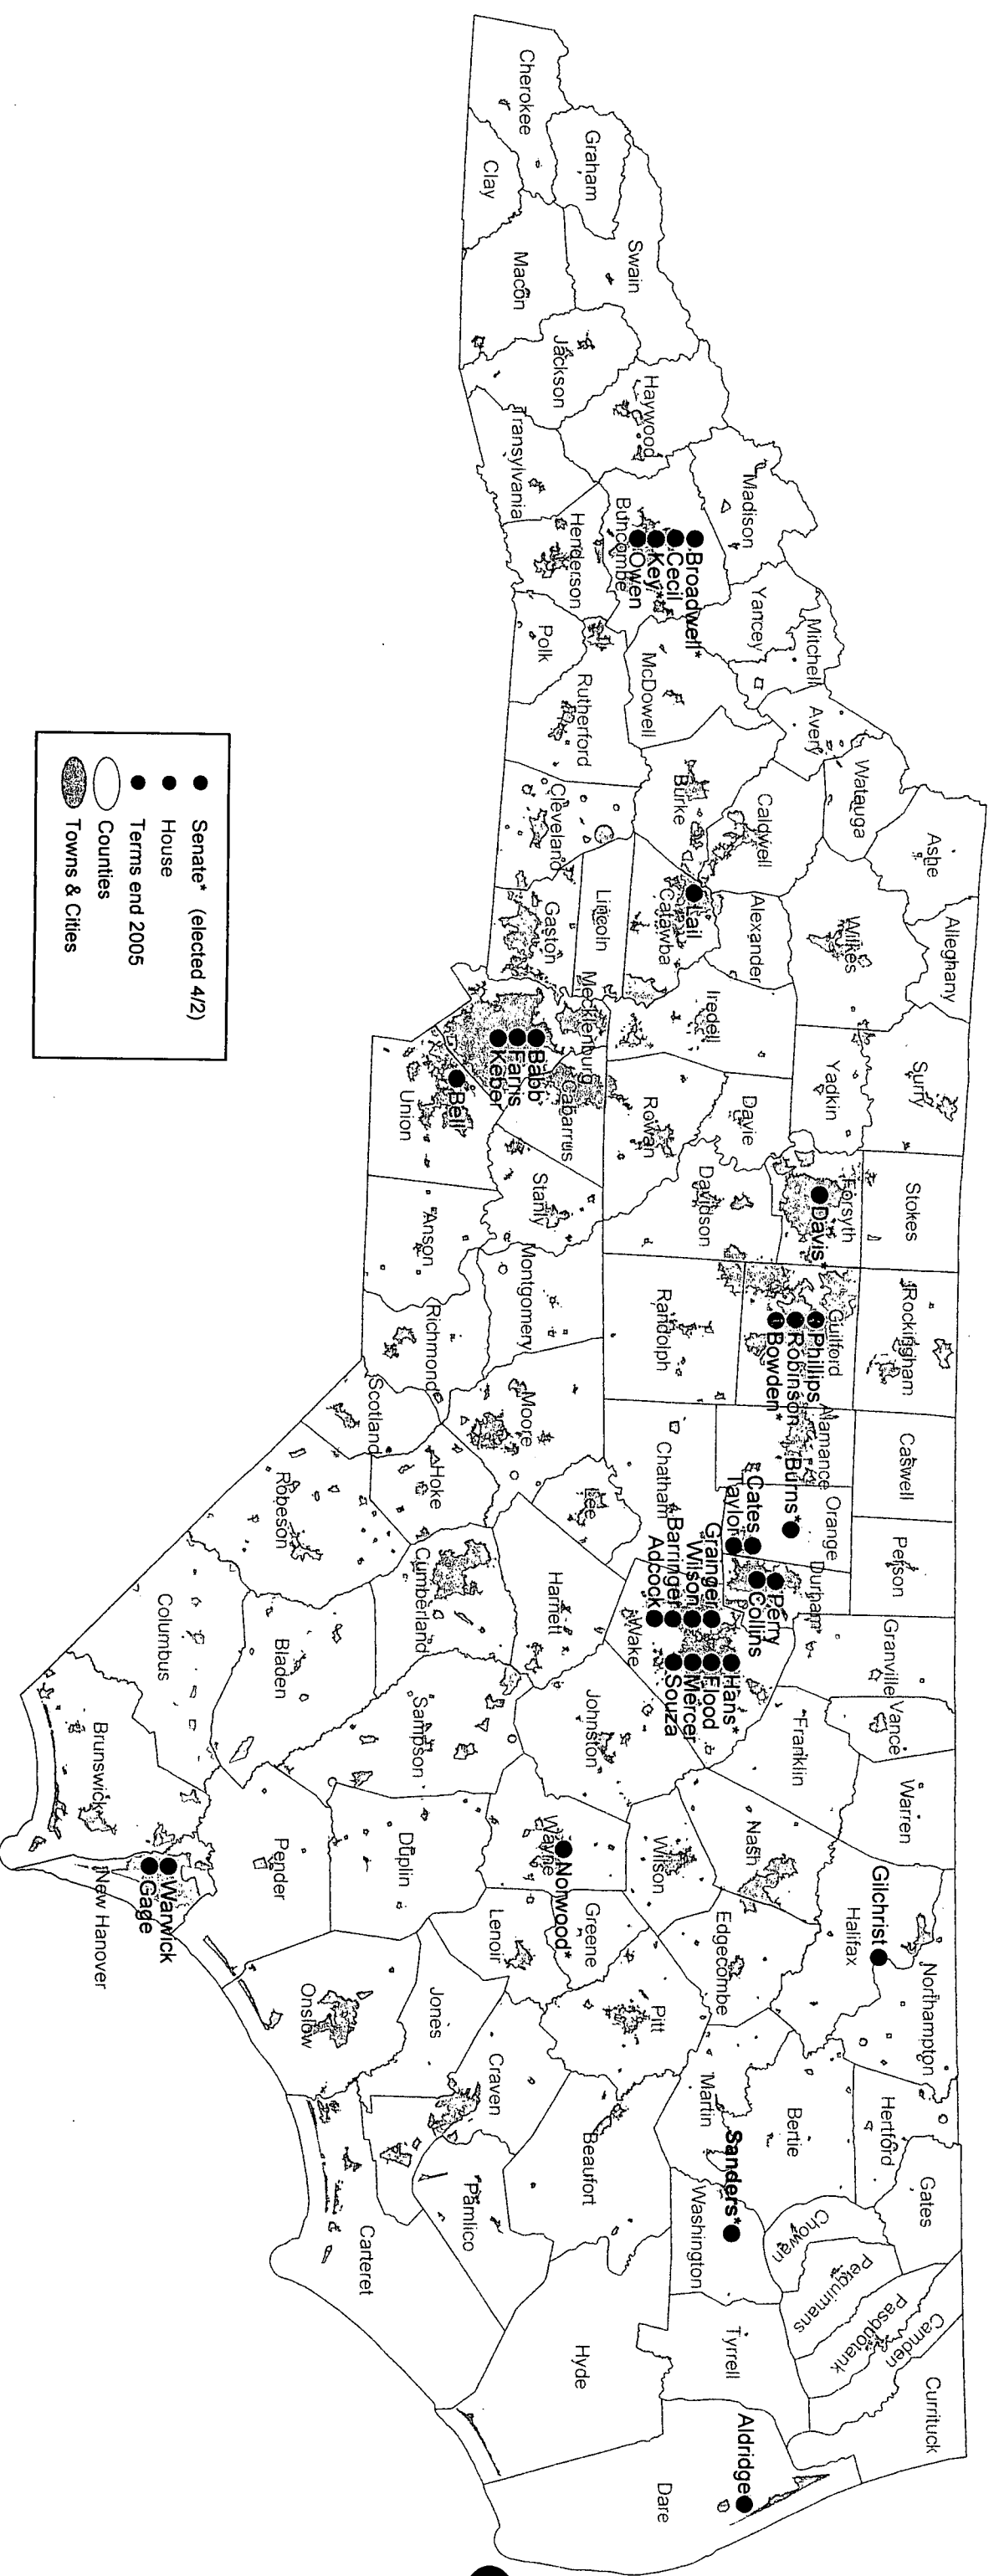 Cherokee
Graham
Clay
Swain
Macon
Jackson
Haywood
Transylvania
Madison
Buncombe
Henderson
Broadwell*
Cecil
Key*
Owen
Yancey
Mitchell
Polk
McDowell
Rutherford
Avery
Watauga
Ashe
Alleghany
Burke
Caldwell
Cleveland
Wilkes
Alexander
Lail
Catawba
Lincoln
Gaston
Iredell
Mecklenburg
Babb
Farris
Keber
Cabarrus
Bell
Union
Surry
Yadkin
Davie
Rowan
Stokes
Forsyth
Davis*
Davidson
Stanly
Anson
Rockingham
Guilford
Phillips
Robinson
Bowden*
Randolph
Montgomery
Richmond
Scotland
Moore
Hoke
Caswell
Alamance
Burns*
Orange
Cates
Taylor
Chatham
Lee
Person
Durham
Perry
Collins
Grainger
Wilson
Barringer
Adcock
Wake
Hans*
Flood
Mercer
Souza
Harnett
Cumberland
Robeson
Bladen
Columbus
Brunswick
Granville
Vance
Franklin
Warren
Johnston
Sampson
Nash
Wilson
Wayne
Norwood*
Duplin
Pender
New Hanover
Warwick
Gage
Gilchrist
Halifax
Northampton
Edgecombe
Greene
Lenoir
Pitt
Jones
Onslow
Craven
Hertford
Bertie
Martin
Sanders*
Beaufort
Pamlico
Carteret
Gates
Chowan
Perquimans
Pasquotank
Camden
Currituck
Washington
Tyrrell
Hyde
Dare
Aldridge
Senate* (elected 4/2)
House
Terms end 2005
Counties
Towns & Cities